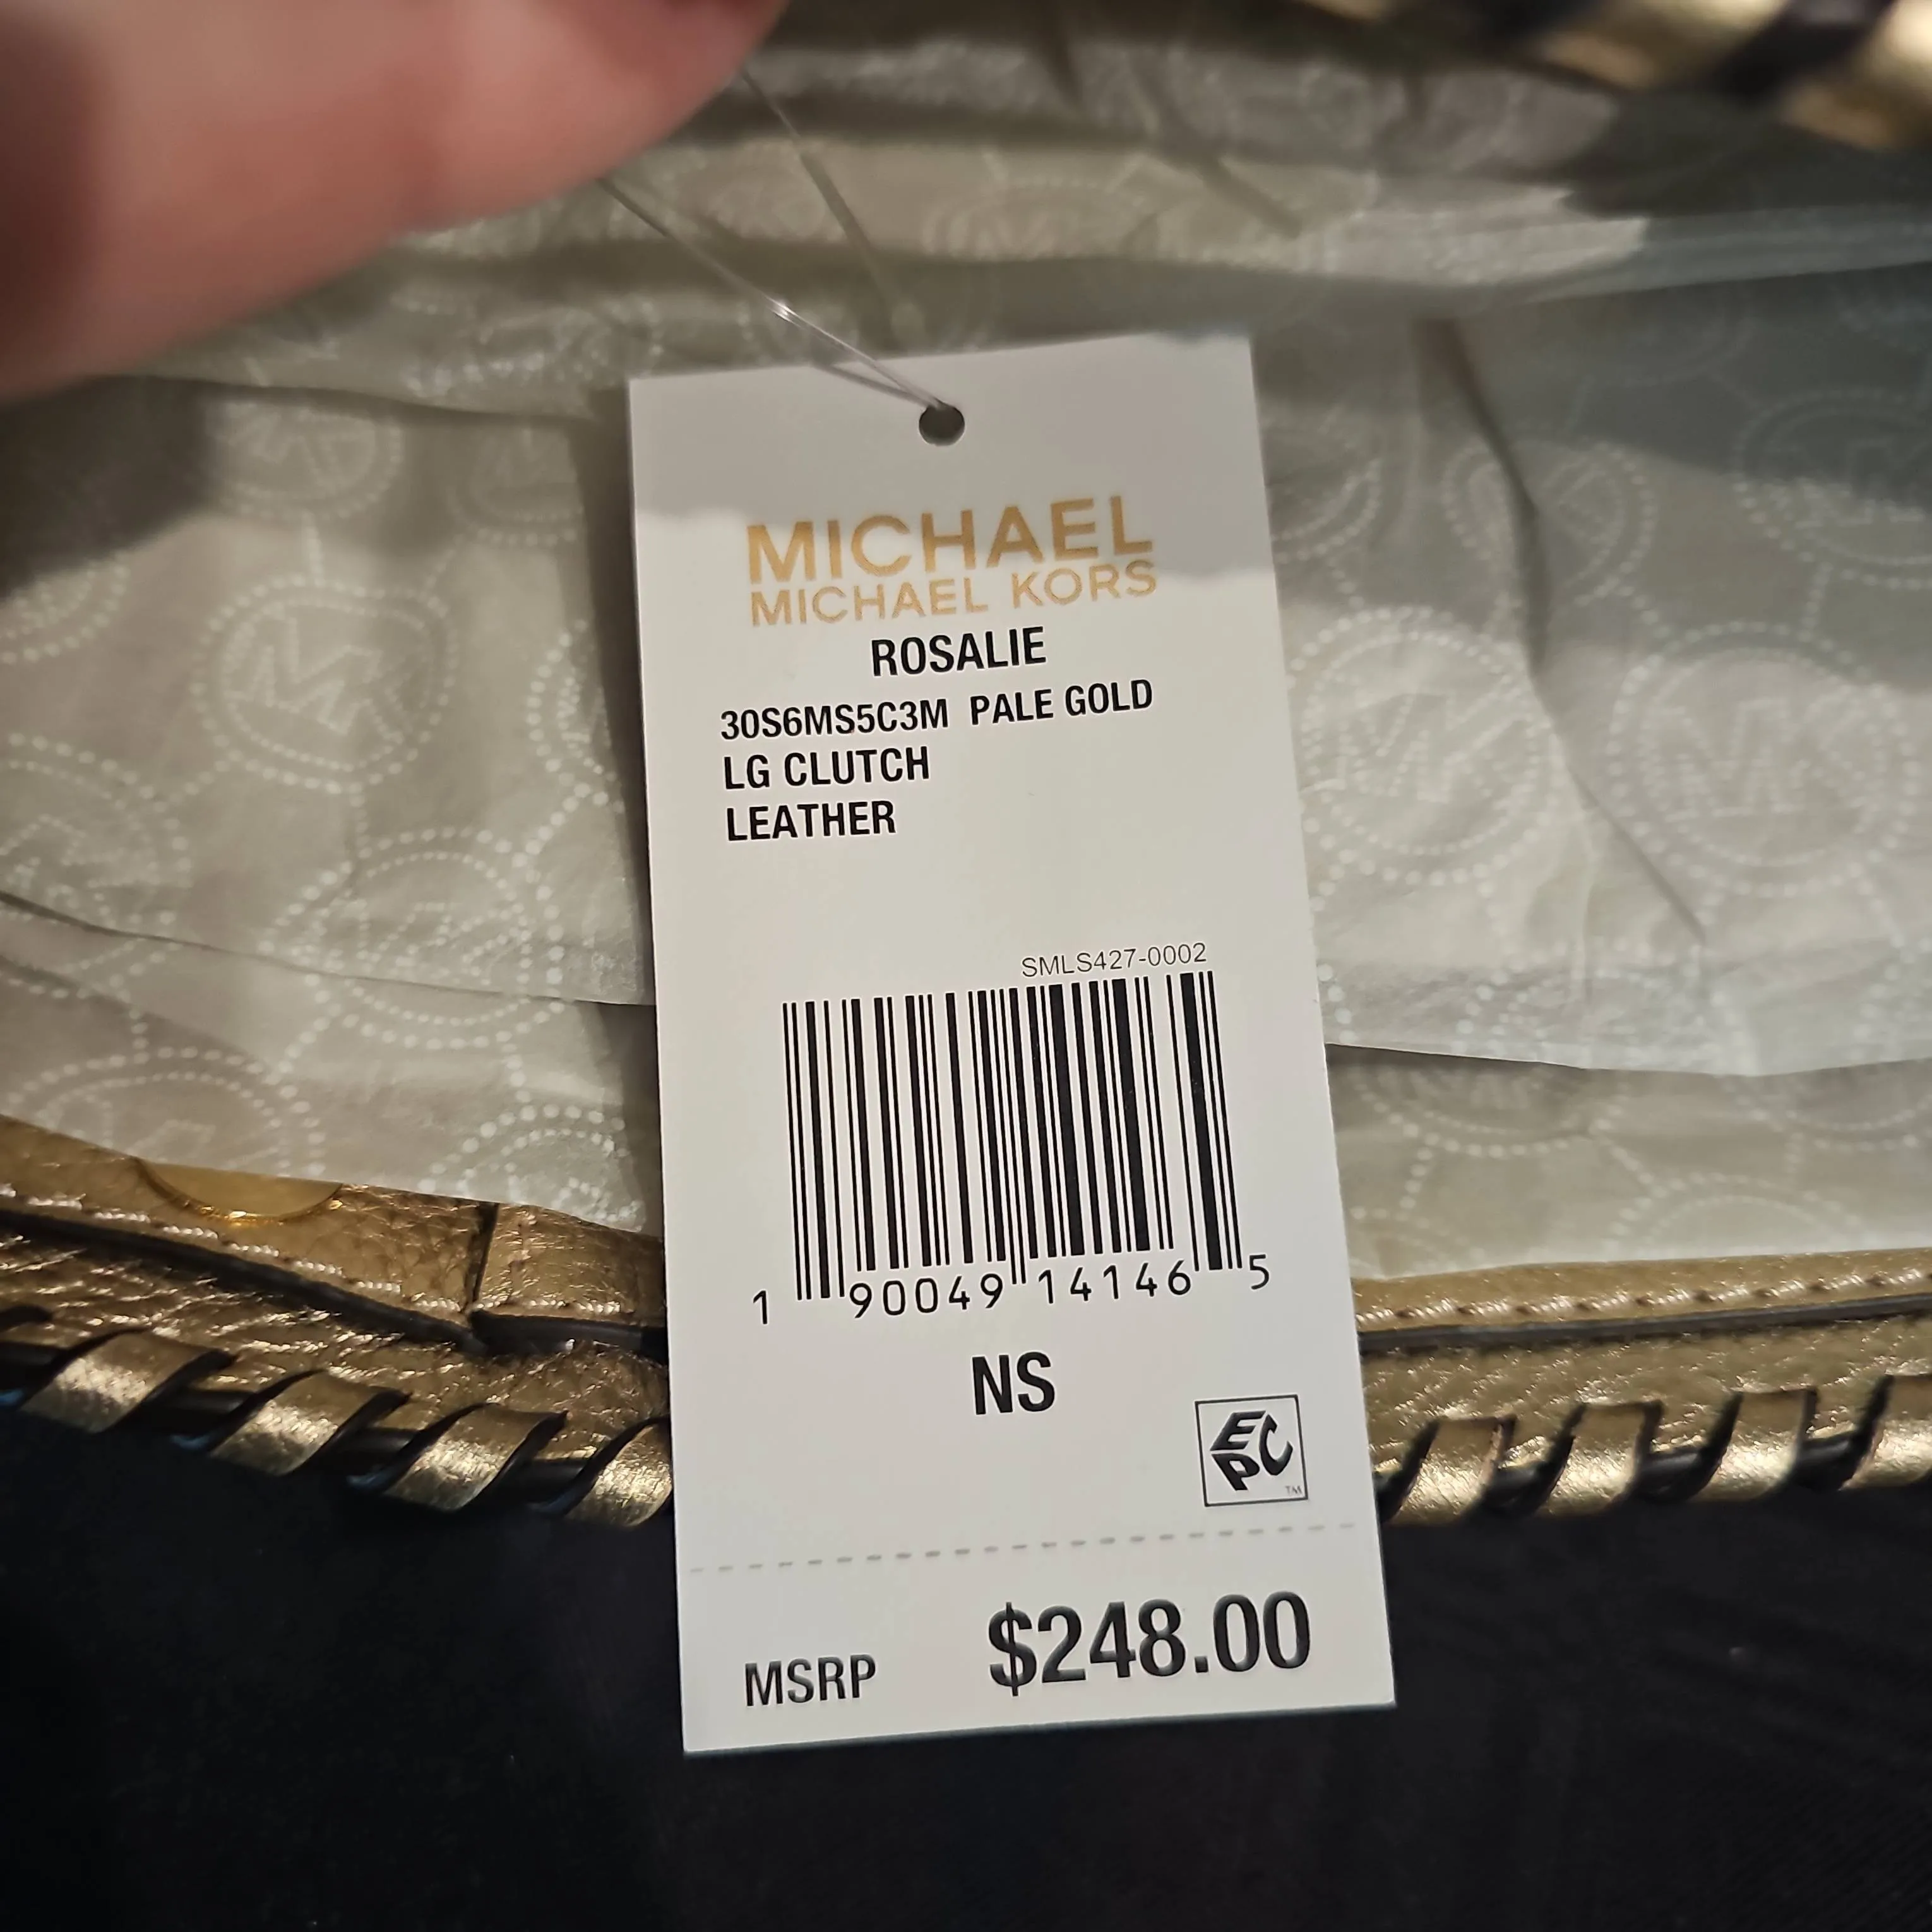 MICHAEL
MICHAEL KORS
ROSALIE
30S6MS5C3M PALE GOLD
LG CLUTCH
LEATHER
SMLS427-0002
1 90049 14146 5
NS
EPC
TM
MSRP $248.00